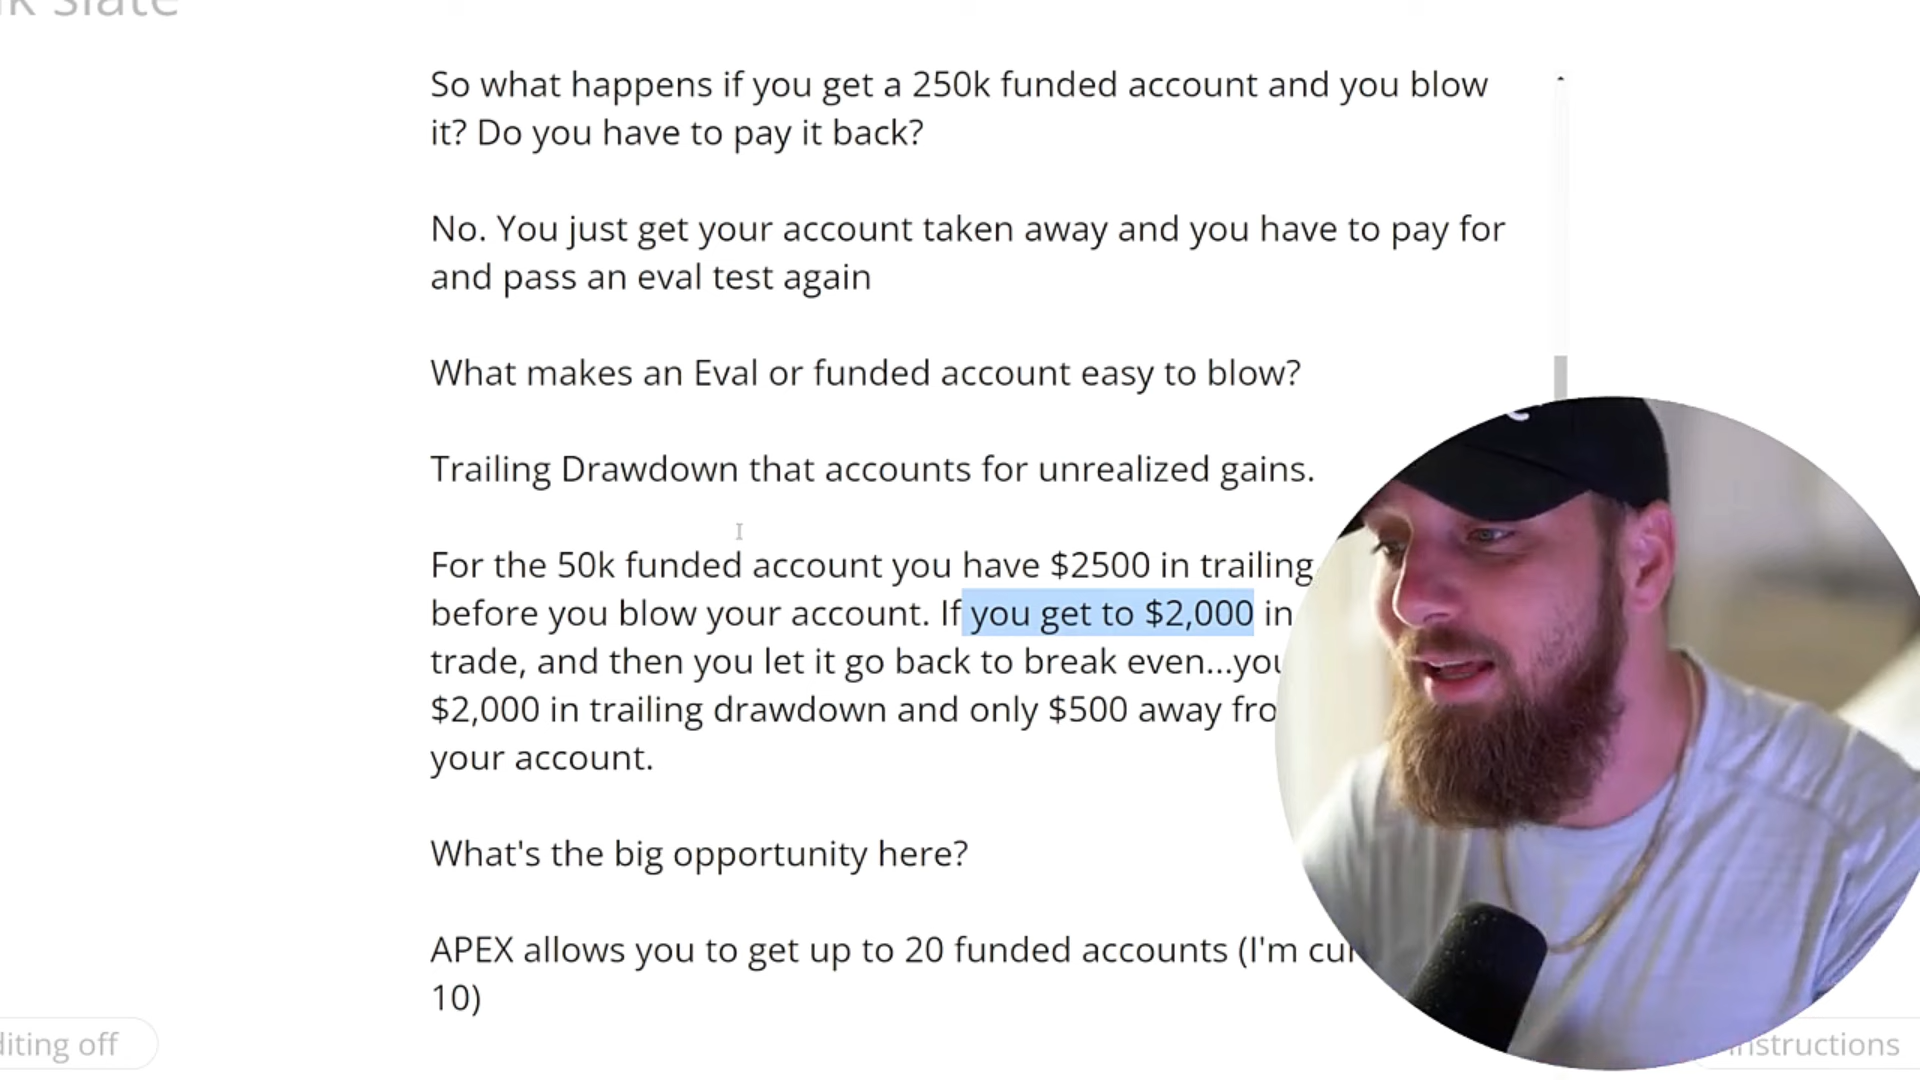 k slate
So what happens if you get a 250k funded account and you blow
it? Do you have to pay it back?
No. You just get your account taken away and you have to pay for
and pass an eval test again
What makes an Eval or funded account easy to blow?
Trailing Drawdown that accounts for unrealized gains.
For the 50k funded account you have $2500 in trailing
before you blow your account. If you get to $2,000 in
trade, and then you let it go back to break even...you
$2,000 in trailing drawdown and only $500 away fro
your account.
What's the big opportunity here?
APEX allows you to get up to 20 funded accounts (I'm cur
10)
diting off
nstructions